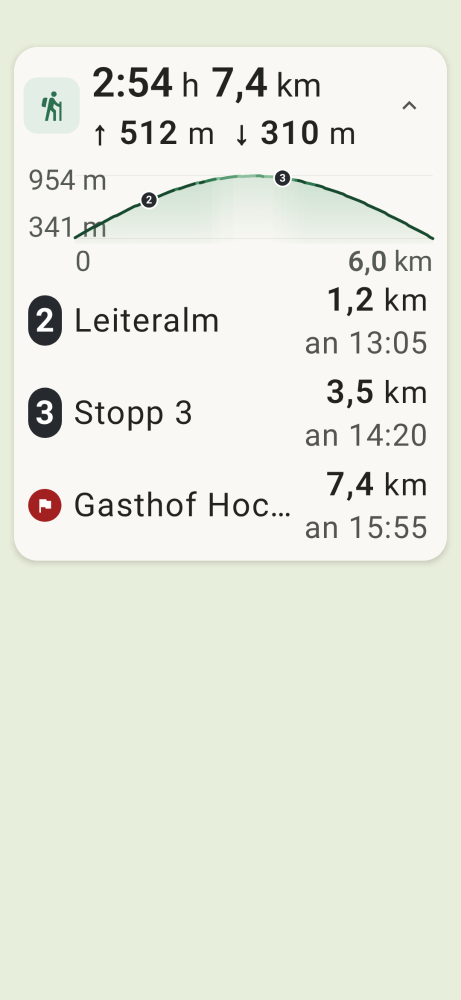 2:54 h 7,4 km
↑ 512 m ↓ 310 m
954 m
2
3
341 m
0
6,0 km
2 Leiteralm
1,2 km
an 13:05
3 Stopp 3
3,5 km
an 14:20
Gasthof Hoc…
7,4 km
an 15:55